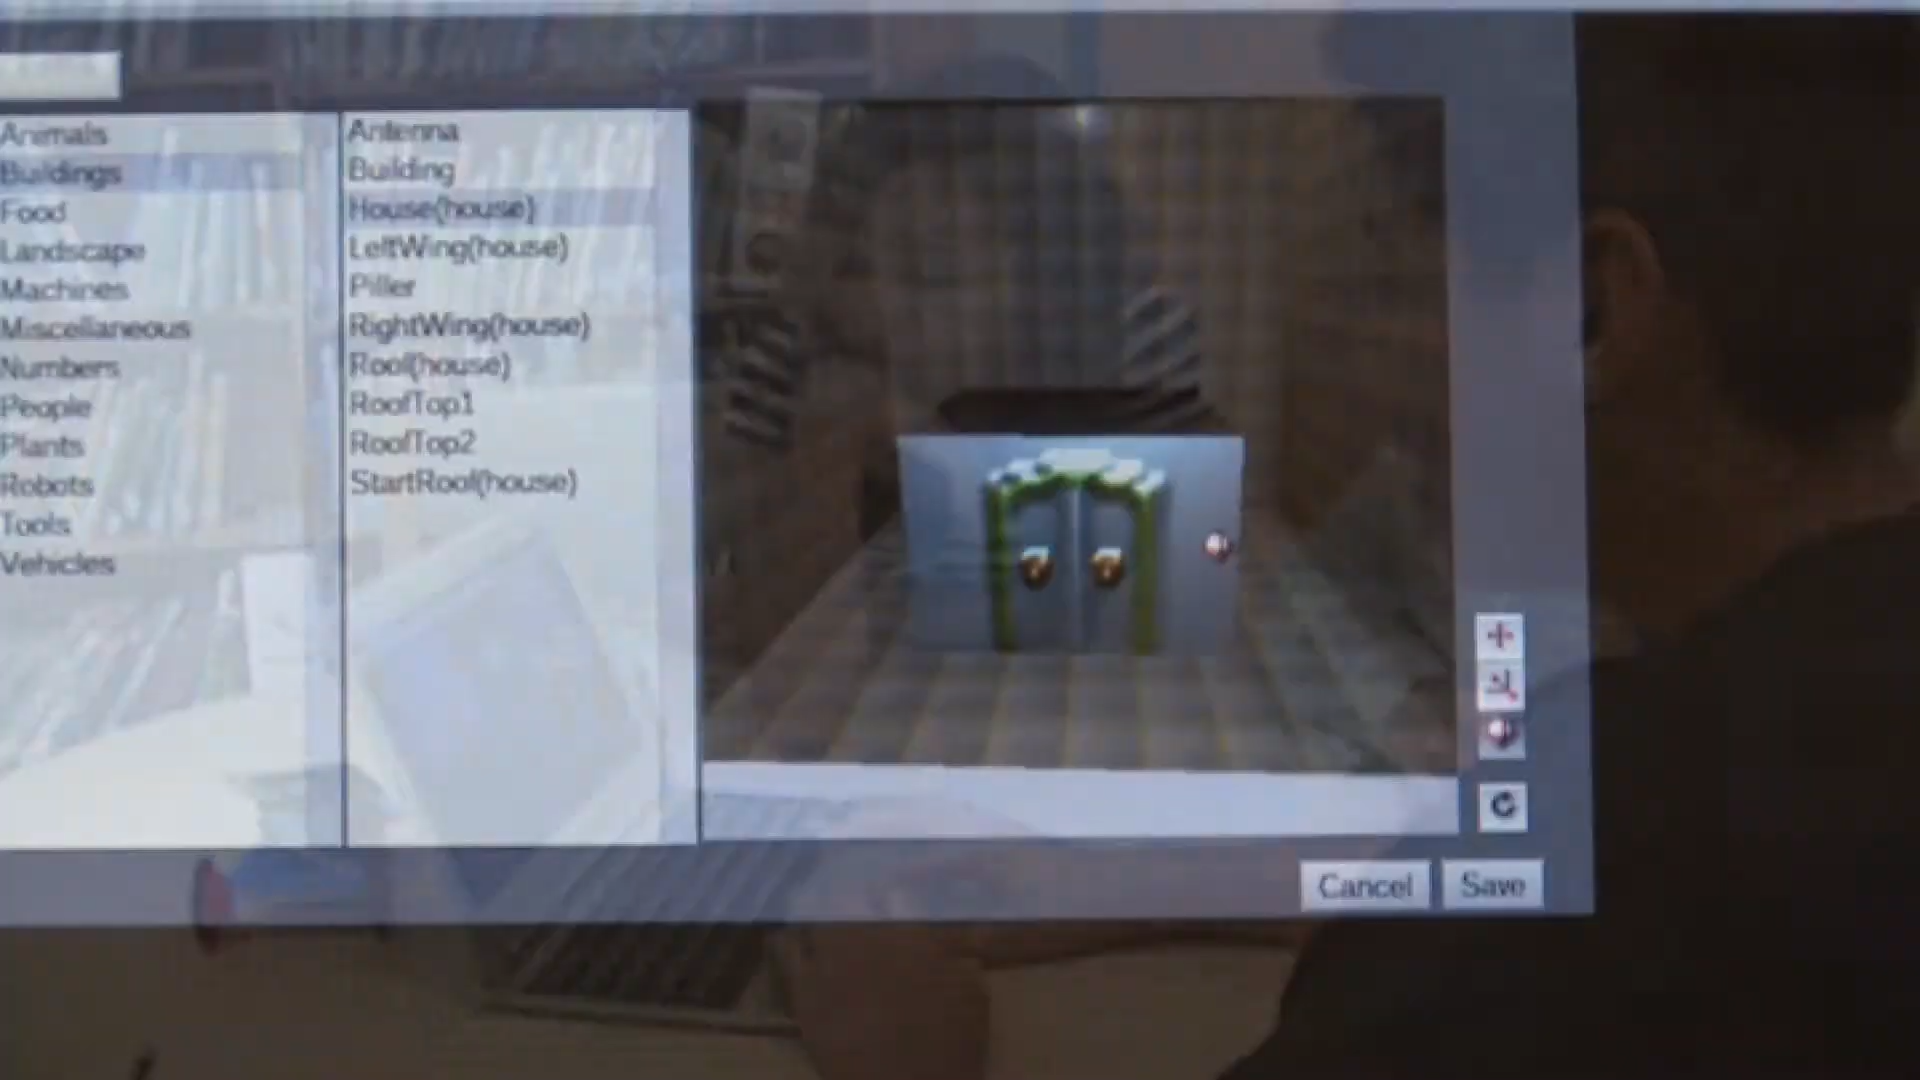 Animals
Buildings
Food
Landscape
Machines
Miscellaneous
Numbers
People
Plants
Robots
Tools
Vehicles
Antenna
Building
House(house)
LeftWing(house)
Piller
RightWing(house)
Roof(house)
RoofTop1
RoofTop2
StartRoof(house)
Cancel
Save